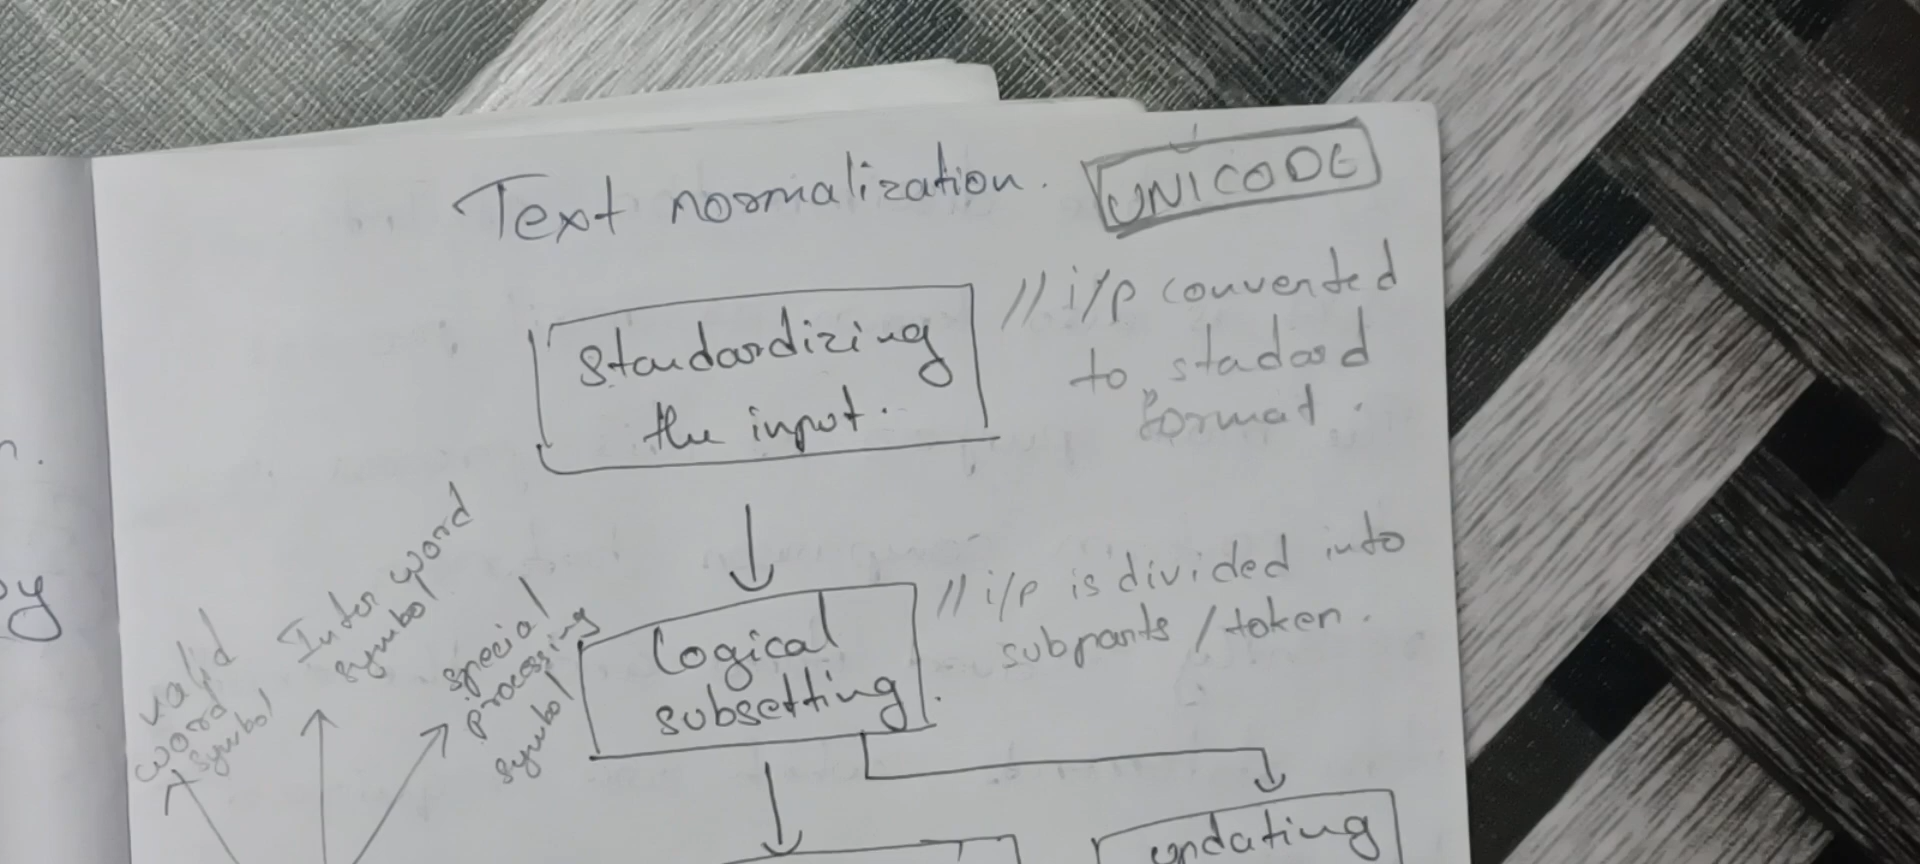 Text normalization.
UNICODE
Standardizing
the input.
// i/p converted
to stadard
format.
Logical
subsetting
// i/p is divided into
subparts / token.
valid
word
symbol
Inter word
symbol
special
processing
symbol
updating
n.